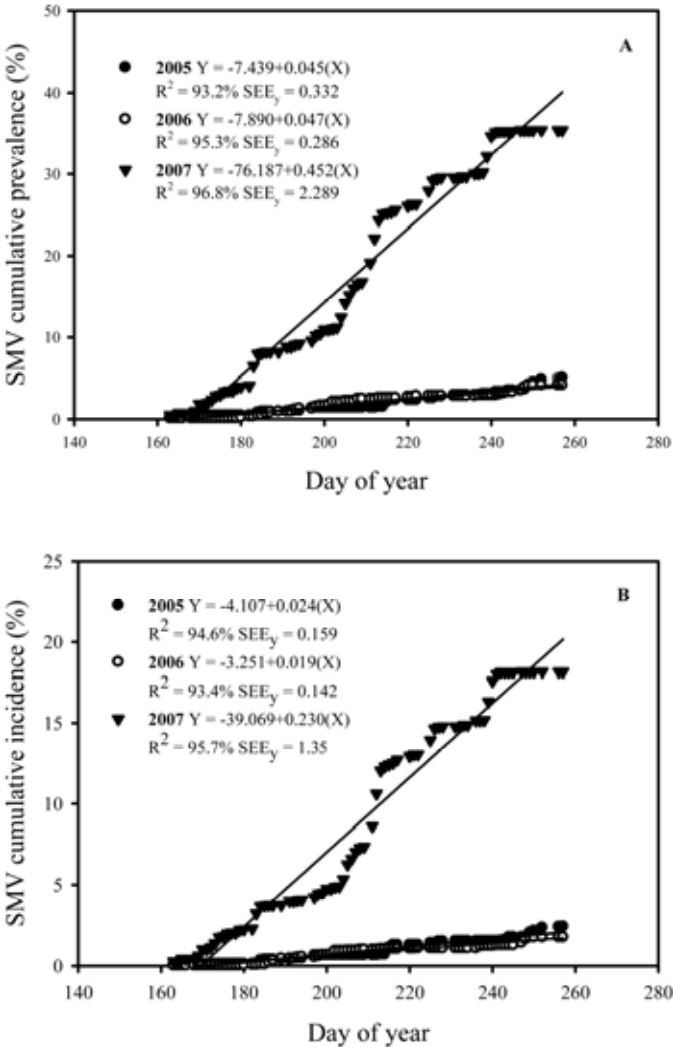 50
A
2005 Y = -7.439+0.045(X)
R² = 93.2% SEEy = 0.332
40
2006 Y = -7.890+0.047(X)
R² = 95.3% SEEy = 0.286
30
2007 Y = -76.187+0.452(X)
R² = 96.8% SEEy = 2.289
20
10
0
SMV cumulative prevalence (%)
140 160 180 200 220 240 260 280
Day of year
25
B
2005 Y = -4.107+0.024(X)
R² = 94.6% SEEy = 0.159
20
2006 Y = -3.251+0.019(X)
R² = 93.4% SEEy = 0.142
15
2007 Y = -39.069+0.230(X)
R² = 95.7% SEEy = 1.35
10
5
0
SMV cumulative incidence (%)
140 160 180 200 220 240 260 280
Day of year